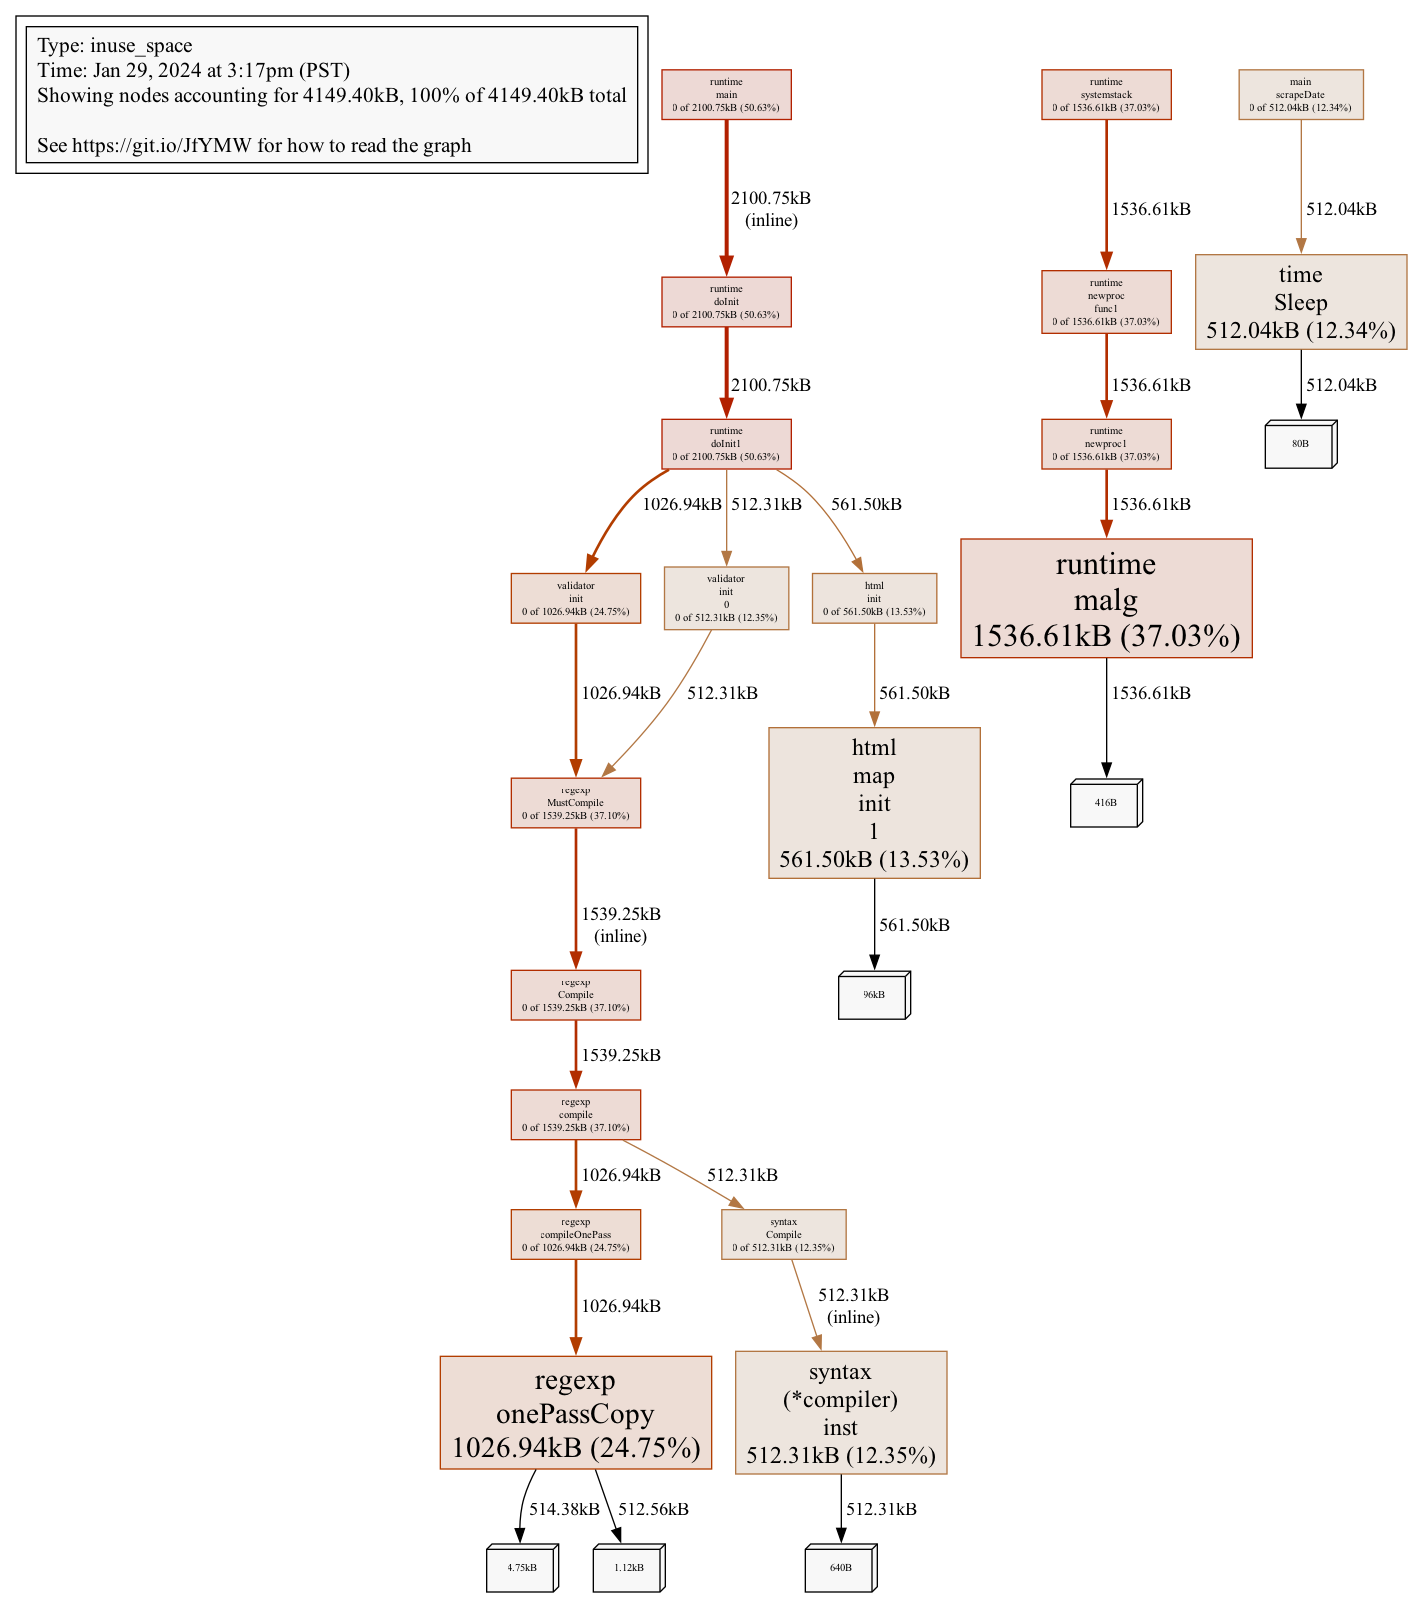 Type: inuse_space
Time: Jan 29, 2024 at 3:17pm (PST)
Showing nodes accounting for 4149.40kB, 100% of 4149.40kB total
See https://git.io/JfYMW for how to read the graph
runtime
main
0 of 2100.75kB (50.63%)
runtime
systemstack
0 of 1536.61kB (37.03%)
main
scrapeDate
0 of 512.04kB (12.34%)
2100.75kB
(inline)
1536.61kB
512.04kB
runtime
doInit
0 of 2100.75kB (50.63%)
runtime
newproc
func1
0 of 1536.61kB (37.03%)
time
Sleep
512.04kB (12.34%)
2100.75kB
1536.61kB
512.04kB
runtime
doInit1
0 of 2100.75kB (50.63%)
runtime
newproc1
0 of 1536.61kB (37.03%)
80B
1026.94kB
512.31kB
561.50kB
1536.61kB
validator
init
0 of 1026.94kB (24.75%)
validator
init
0
0 of 512.31kB (12.35%)
html
init
0 of 561.50kB (13.53%)
runtime
malg
1536.61kB (37.03%)
1026.94kB
512.31kB
561.50kB
1536.61kB
regexp
MustCompile
0 of 1539.25kB (37.10%)
html
map
init
1
561.50kB (13.53%)
416B
1539.25kB
(inline)
561.50kB
regexp
Compile
0 of 1539.25kB (37.10%)
96kB
1539.25kB
regexp
compile
0 of 1539.25kB (37.10%)
1026.94kB
512.31kB
regexp
compileOnePass
0 of 1026.94kB (24.75%)
syntax
Compile
0 of 512.31kB (12.35%)
1026.94kB
512.31kB
(inline)
regexp
onePassCopy
1026.94kB (24.75%)
syntax
(*compiler)
inst
512.31kB (12.35%)
514.38kB
512.56kB
512.31kB
4.75kB
1.12kB
640B